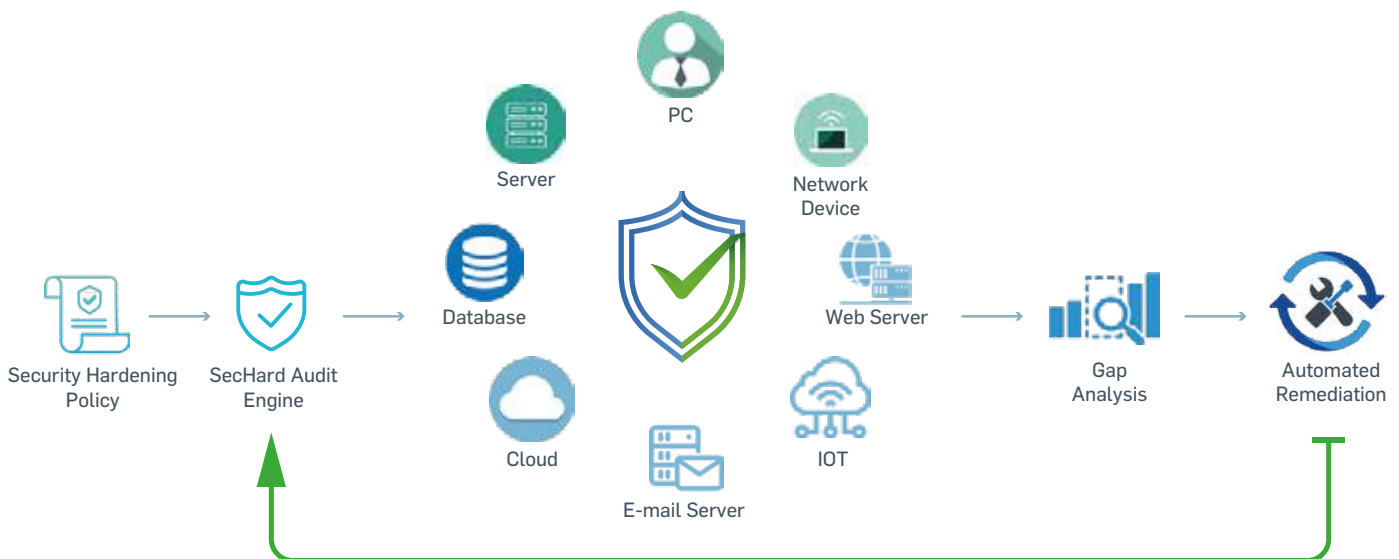 PC
Server
Network
Device
Database
Web Server
Security Hardening
Policy
SecHard Audit
Engine
Gap
Analysis
Automated
Remediation
Cloud
IOT
E-mail Server